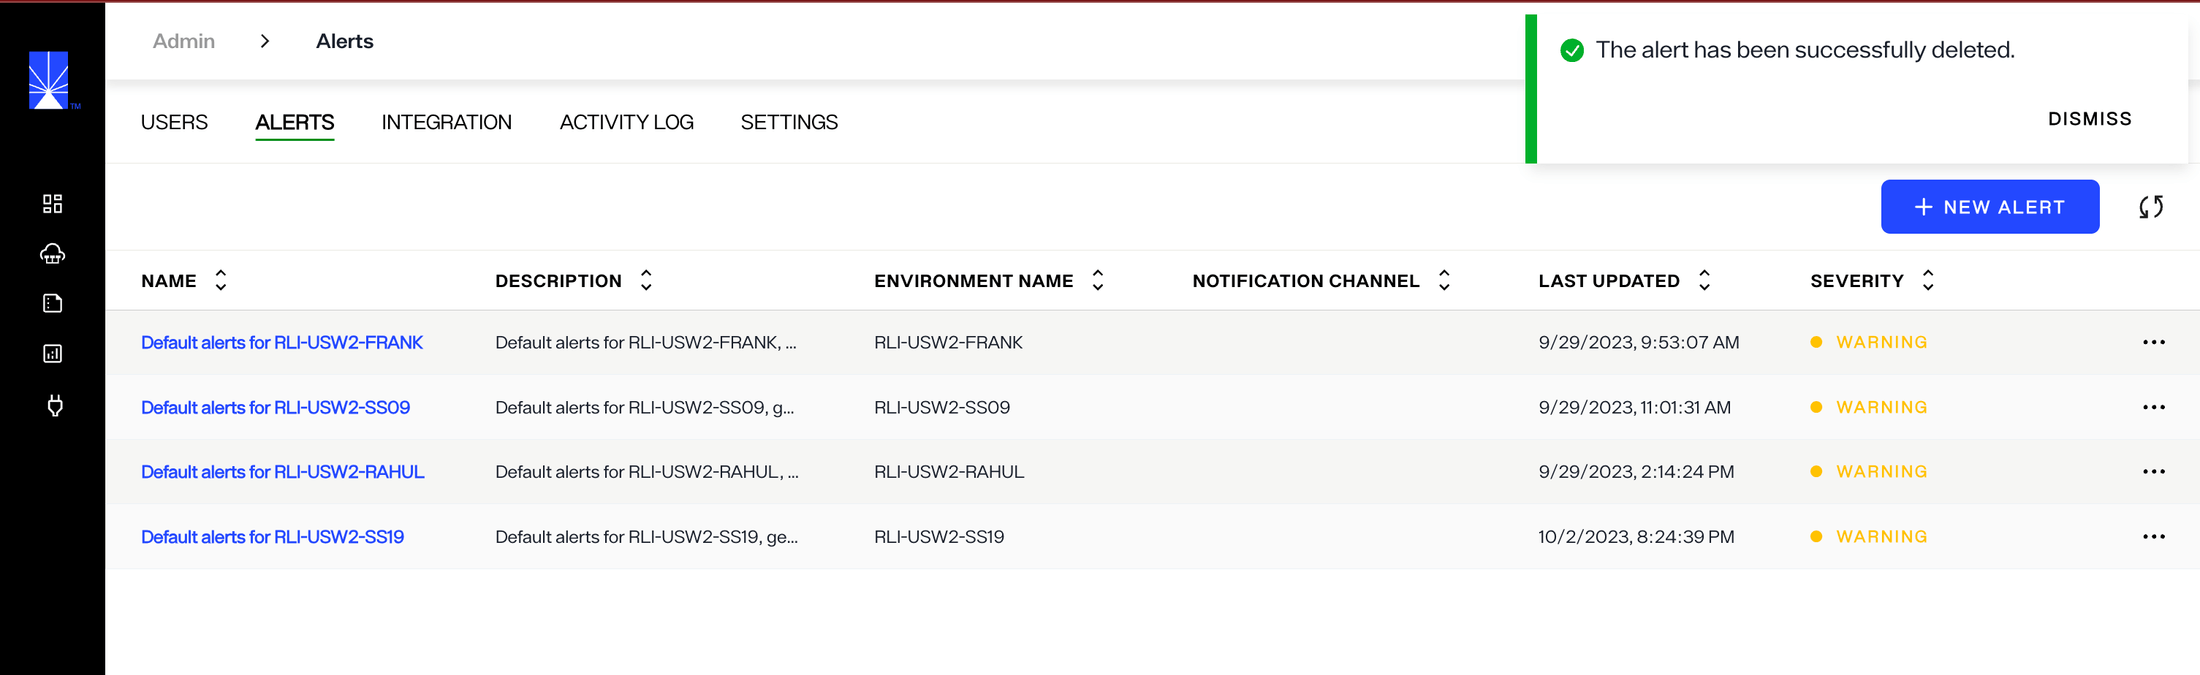 Admin > Alerts
The alert has been successfully deleted.
DISMISS
USERS ALERTS INTEGRATION ACTIVITY LOG SETTINGS
+ NEW ALERT
NAME DESCRIPTION ENVIRONMENT NAME NOTIFICATION CHANNEL LAST UPDATED SEVERITY
Default alerts for RLI-USW2-FRANK Default alerts for RLI-USW2-FRANK, ... RLI-USW2-FRANK 9/29/2023, 9:53:07 AM WARNING ...
Default alerts for RLI-USW2-SS09 Default alerts for RLI-USW2-SS09, g... RLI-USW2-SS09 9/29/2023, 11:01:31 AM WARNING ...
Default alerts for RLI-USW2-RAHUL Default alerts for RLI-USW2-RAHUL, ... RLI-USW2-RAHUL 9/29/2023, 2:14:24 PM WARNING ...
Default alerts for RLI-USW2-SS19 Default alerts for RLI-USW2-SS19, ge... RLI-USW2-SS19 10/2/2023, 8:24:39 PM WARNING ...
TM